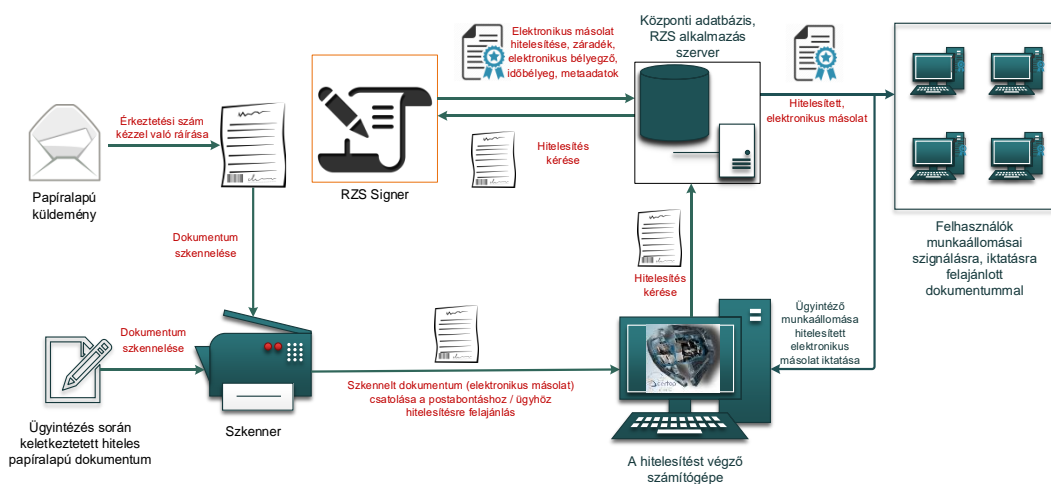 Elektronikus másolat
hitelesítése, záradék,
elektronikus bélyegző,
időbélyeg, metaadatok
Központi adatbázis,
RZS alkalmazás
szerver
Érkeztetési szám
kézzel való ráírása
Hitelesítés
kérése
Hitelesített,
elektronikus másolat
Papíralapú
küldemény
RZS Signer
Dokumentum
szkennelése
Hitelesítés
kérése
Felhasználók
munkaállomásai
szignálásra, iktatásra
felajánlott
dokumentummal
Dokumentum
szkennelése
Ügyintéző
munkaállomása
hitelesített
elektronikus
másolat iktatása
Szkennelt dokumentum (elektronikus másolat)
csatolása a postabontáshoz / ügyhöz
hitelesítésre felajánlás
Ügyintézés során
keletkeztetett hiteles
papíralapú dokumentum
Szkenner
A hitelesítést végző
számítógépe